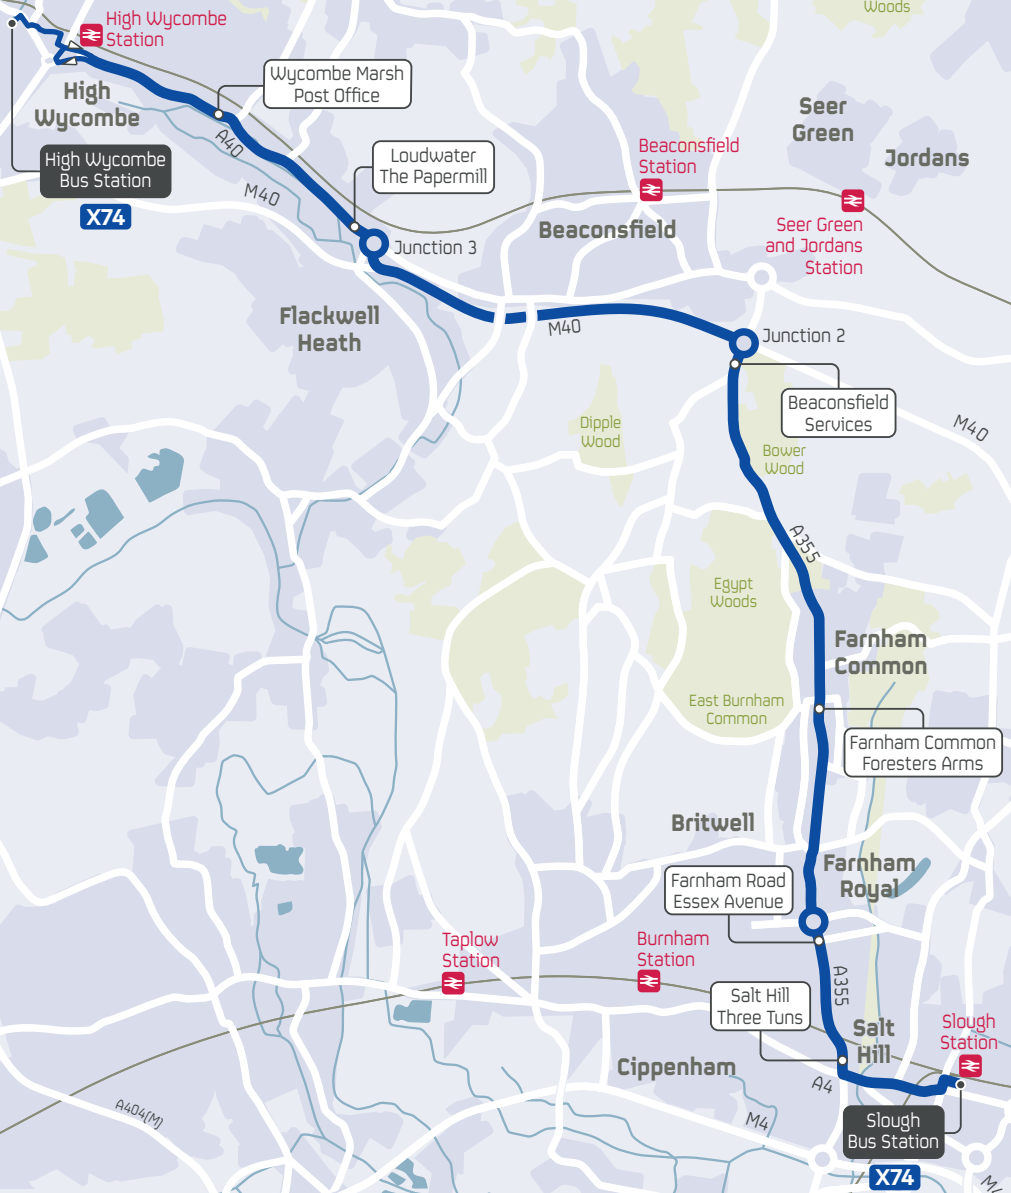 Woods
High Wycombe
Station
Wycombe Marsh
Post Office
High
Wycombe
Seer
Green
A40
Beaconsfield
Station
Loudwater
The Papermill
Jordans
High Wycombe
Bus Station
M40
X74
Beaconsfield
Seer Green
and Jordans
Station
Junction 3
Flackwell
Heath
M40
Junction 2
Beaconsfield
Services
Dipple
Wood
M40
Bower
Wood
A355
Egypt
Woods
Farnham
Common
East Burnham
Common
Farnham Common
Foresters Arms
Britwell
Farnham
Royal
Farnham Road
Essex Avenue
Taplow
Station
Burnham
Station
A355
Salt Hill
Three Tuns
Salt
Hill
Slough
Station
Cippenham
A4
A404(M)
M4
Slough
Bus Station
X74